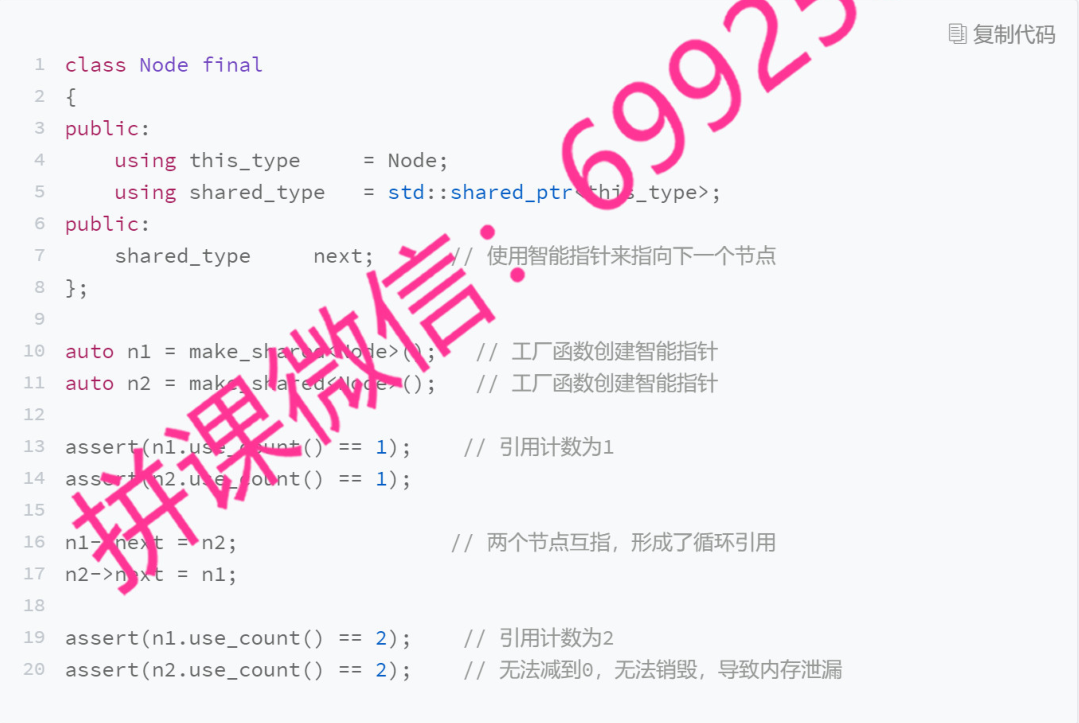 复制代码
1 class Node final
2 {
3 public:
4 using this_type = Node;
5 using shared_type = std::shared_ptr<this_type>;
6 public:
7 shared_type next; // 使用智能指针来指向下一个节点
8 };
9
10 auto n1 = make_shared<Node>(); // 工厂函数创建智能指针
11 auto n2 = make_shared<Node>(); // 工厂函数创建智能指针
12
13 assert(n1.use_count() == 1); // 引用计数为1
14 assert(n2.use_count() == 1);
15
16 n1->next = n2; // 两个节点互指，形成了循环引用
17 n2->next = n1;
18
19 assert(n1.use_count() == 2); // 引用计数为2
20 assert(n2.use_count() == 2); // 无法减到0，无法销毁，导致内存泄漏
拼课微信：69925